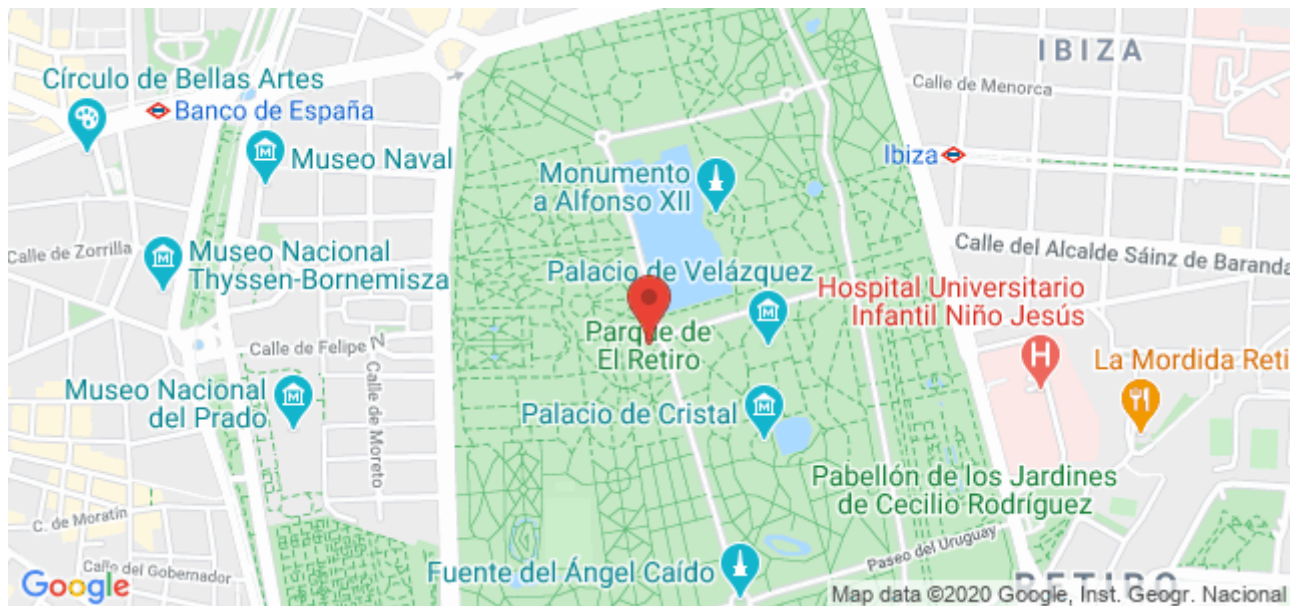 IBIZA
Círculo de Bellas Artes
Calle de Menorca
Banco de España
Museo Naval
Ibiza
Monumento
a Alfonso XII
Calle de Zorrilla
Museo Nacional
Thyssen-Bornemisza
Calle del Alcalde Sáinz de Baranda
Palacio de Velázquez
Hospital Universitario
Infantil Niño Jesús
Parque de
El Retiro
Calle de Felipe
Calle de Moreto
La Mordida Reti
Museo Nacional
del Prado
Palacio de Cristal
Pabellón de los Jardines
de Cecilio Rodríguez
C. de Moratín
Paseo del Uruguay
Calle del Gobernador
Fuente del Ángel Caído
RETIRO
Google
Map data ©2020 Google, Inst. Geogr. Nacional